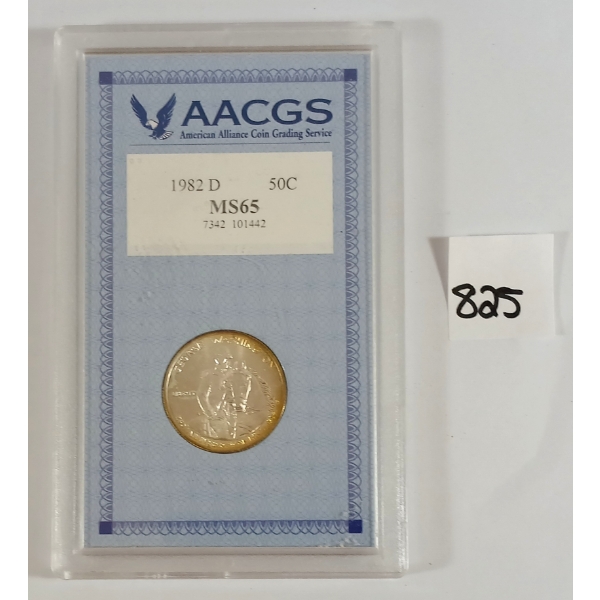 AACGS
American Alliance Coin Grading Service
1982 D 50C
MS65
7342 101442
825